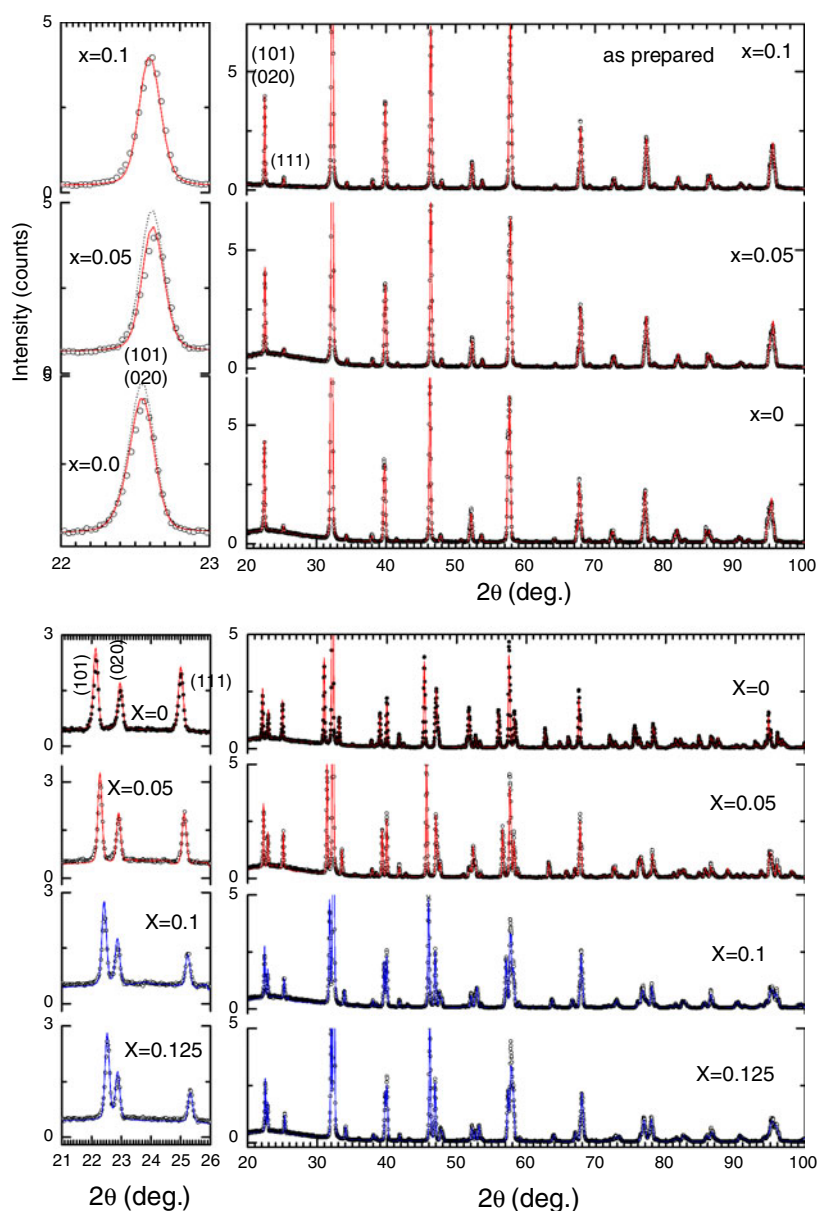 x=0.1
5
0
x=0.05
5
Intensity (counts)
(101)
(020)
x=0.0
22
23
(101)
(020)
(111)
as prepared
x=0.1
5
0
x=0.05
5
0
x=0
5
0
20 30 40 50 60 70 80 90 100
2θ (deg.)
3
(101)
(020)
(111)
X=0
0
3
X=0.05
0
3
X=0.1
0
3
X=0.125
0
21 22 23 24 25 26
2θ (deg.)
5
X=0
0
5
X=0.05
0
5
X=0.1
0
5
X=0.125
0
20 30 40 50 60 70 80 90 100
2θ (deg.)